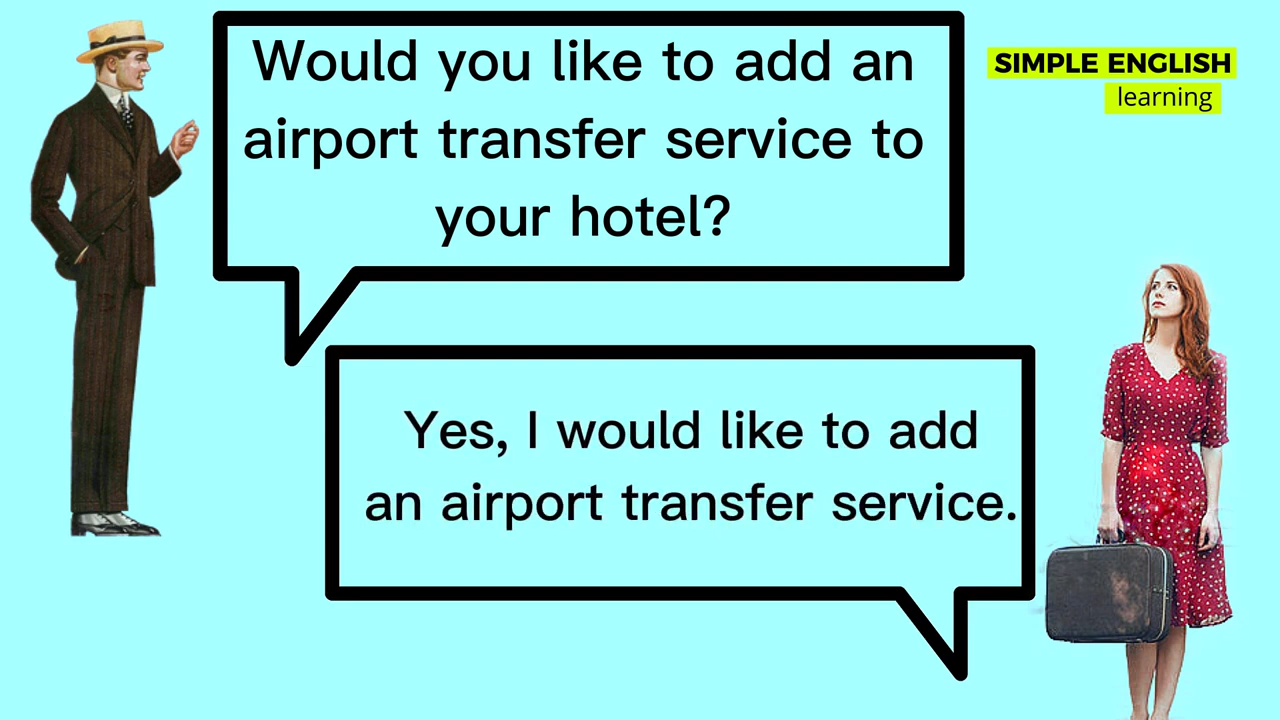 Would you like to add an
airport transfer service to
your hotel?
SIMPLE ENGLISH
learning
Yes, I would like to add
an airport transfer service.